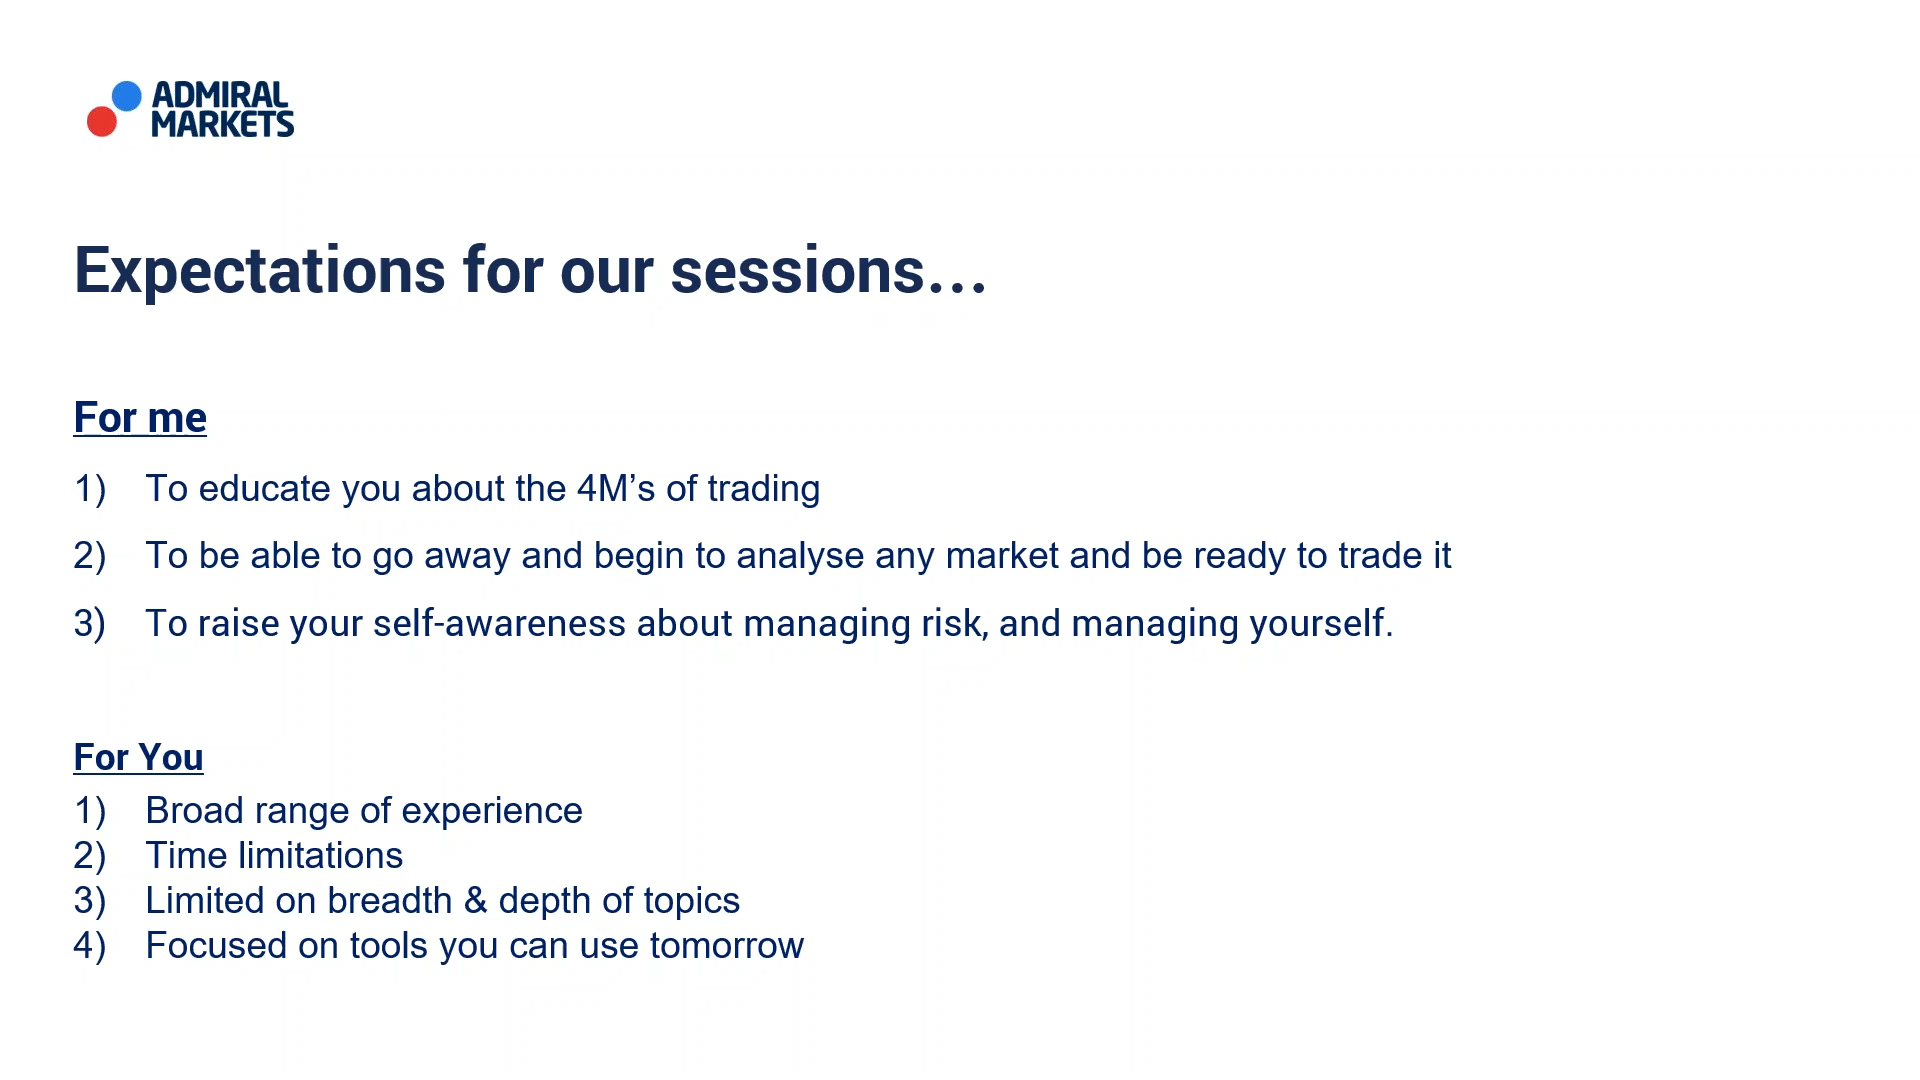 ADMIRAL
MARKETS
Expectations for our sessions…
For me
1) To educate you about the 4M’s of trading
2) To be able to go away and begin to analyse any market and be ready to trade it
3) To raise your self-awareness about managing risk, and managing yourself.
For You
1) Broad range of experience
2) Time limitations
3) Limited on breadth & depth of topics
4) Focused on tools you can use tomorrow